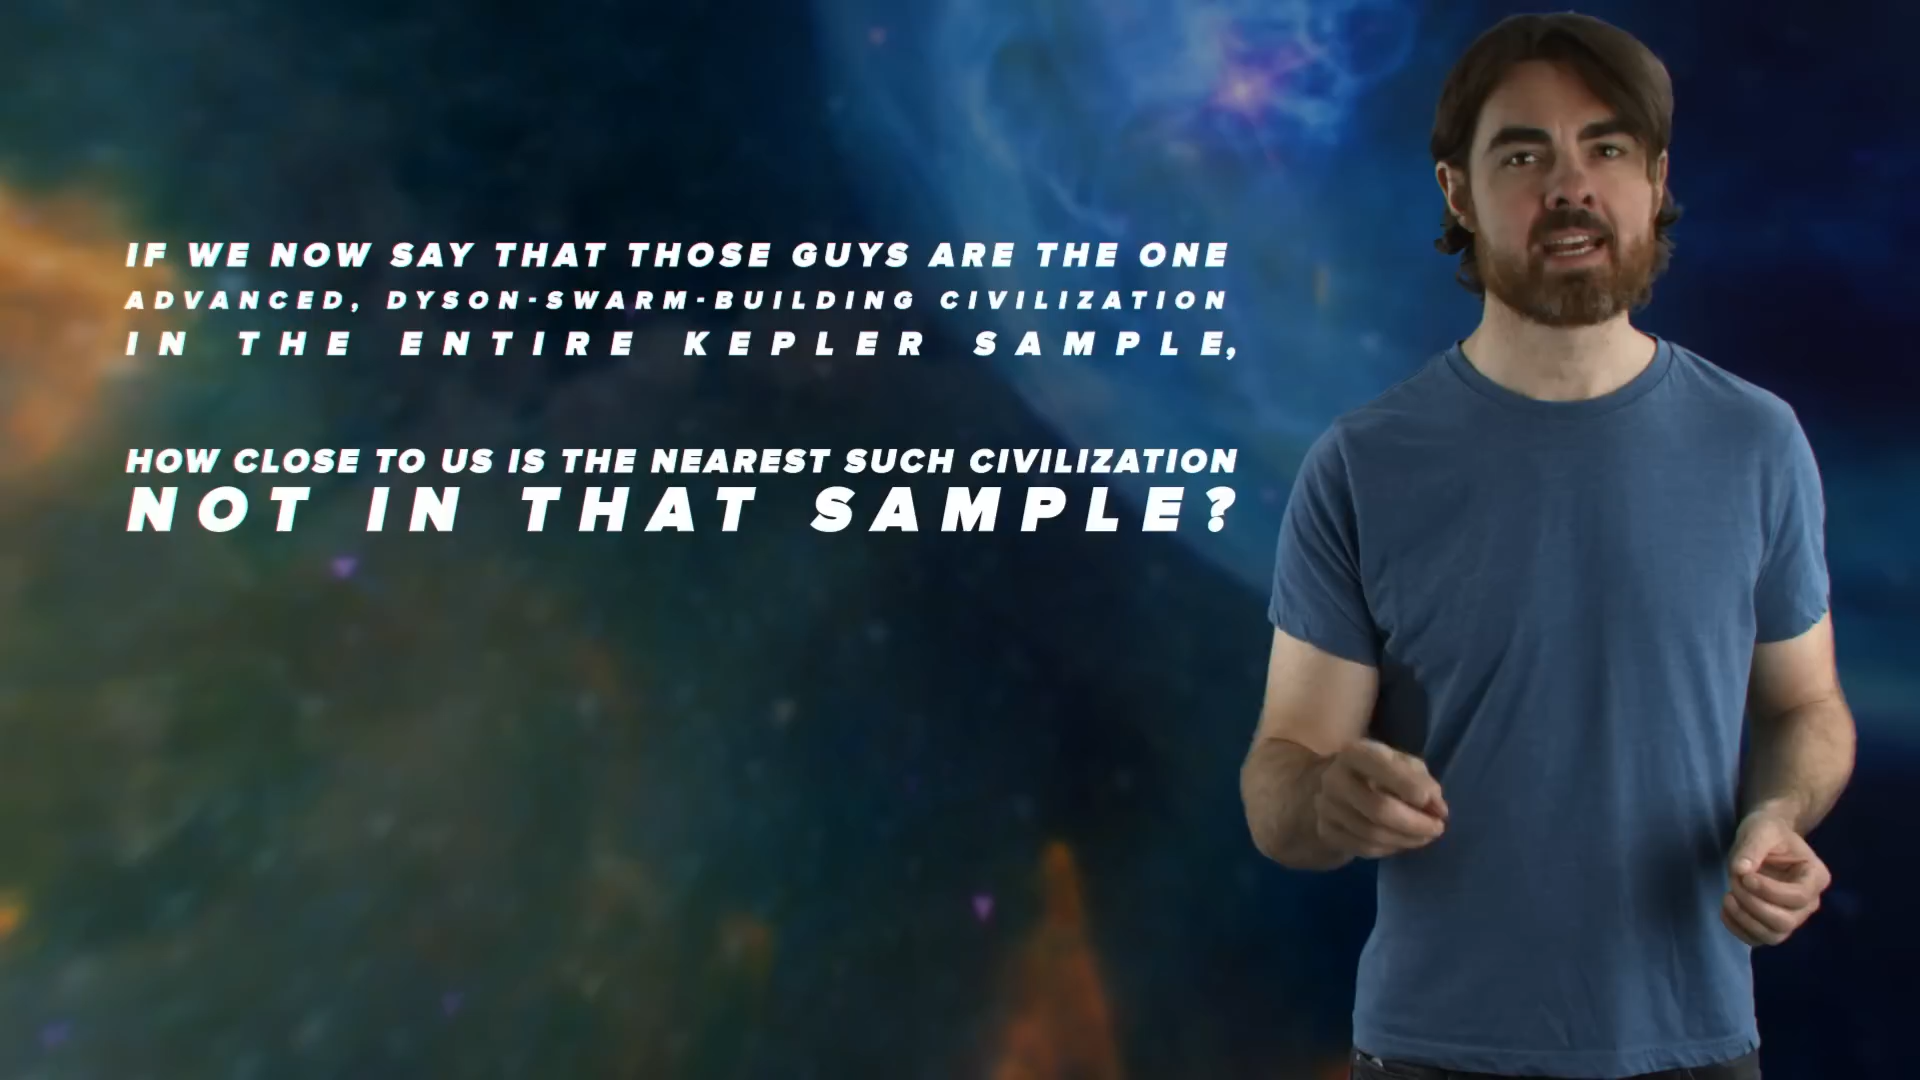 IF WE NOW SAY THAT THOSE GUYS ARE THE ONE
ADVANCED, DYSON-SWARM-BUILDING CIVILIZATION
IN THE ENTIRE KEPLER SAMPLE,
HOW CLOSE TO US IS THE NEAREST SUCH CIVILIZATION
NOT IN THAT SAMPLE?